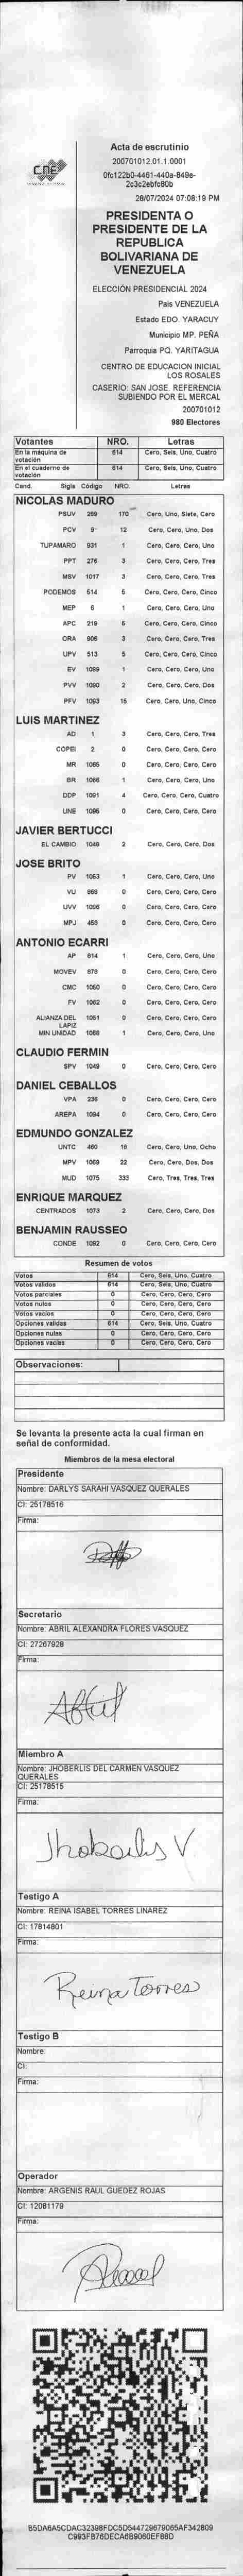 Acta de escrutinio
200701012.01.1.0001
CNE
0fc122b0-4461-440a-849e-
2c3c2ebfc80b
28/07/2024 07:08:19 PM
PRESIDENTA O
PRESIDENTE DE LA
REPUBLICA
BOLIVARIANA DE
VENEZUELA
ELECCIÓN PRESIDENCIAL 2024
País VENEZUELA
Estado EDO. YARACUY
Municipio MP. PEÑA
Parroquia PQ. YARITAGUA
CENTRO DE EDUCACION INICIAL
LOS ROSALES
CASERIO: SAN JOSE. REFERENCIA
SUBIENDO POR EL MERCAL
200701012
980 Electores
Votantes NRO. Letras
En la máquina de votación 614 Cero, Seis, Uno, Cuatro
En el cuaderno de votación 614 Cero, Seis, Uno, Cuatro
Cand. Sigla Código NRO. Letras
NICOLAS MADURO
PSUV 269 170 Cero, Uno, Siete, Cero
PCV 9 12 Cero, Cero, Uno, Dos
TUPAMARO 931 1 Cero, Cero, Cero, Uno
PPT 276 3 Cero, Cero, Cero, Tres
MSV 1017 3 Cero, Cero, Cero, Tres
PODEMOS 514 5 Cero, Cero, Cero, Cinco
MEP 6 1 Cero, Cero, Cero, Uno
APC 219 5 Cero, Cero, Cero, Cinco
ORA 906 3 Cero, Cero, Cero, Tres
UPV 513 5 Cero, Cero, Cero, Cinco
EV 1089 1 Cero, Cero, Cero, Uno
PVV 1090 2 Cero, Cero, Cero, Dos
PFV 1093 15 Cero, Cero, Uno, Cinco
LUIS MARTINEZ
AD 1 3 Cero, Cero, Cero, Tres
COPEI 2 0 Cero, Cero, Cero, Cero
MR 1085 0 Cero, Cero, Cero, Cero
BR 1086 1 Cero, Cero, Cero, Uno
DDP 1091 4 Cero, Cero, Cero, Cuatro
UNE 1095 0 Cero, Cero, Cero, Cero
JAVIER BERTUCCI
EL CAMBIO 1048 2 Cero, Cero, Cero, Dos
JOSE BRITO
PV 1053 1 Cero, Cero, Cero, Uno
VU 866 0 Cero, Cero, Cero, Cero
UVV 1096 0 Cero, Cero, Cero, Cero
MPJ 458 0 Cero, Cero, Cero, Cero
ANTONIO ECARRI
AP 814 1 Cero, Cero, Cero, Uno
MOVEV 878 0 Cero, Cero, Cero, Cero
CMC 1050 0 Cero, Cero, Cero, Cero
FV 1062 0 Cero, Cero, Cero, Cero
ALIANZA DEL LAPIZ 1051 0 Cero, Cero, Cero, Cero
MIN UNIDAD 1068 1 Cero, Cero, Cero, Uno
CLAUDIO FERMIN
SPV 1049 0 Cero, Cero, Cero, Cero
DANIEL CEBALLOS
VPA 236 0 Cero, Cero, Cero, Cero
AREPA 1094 0 Cero, Cero, Cero, Cero
EDMUNDO GONZALEZ
UNTC 460 18 Cero, Cero, Uno, Ocho
MPV 1069 22 Cero, Cero, Dos, Dos
MUD 1075 333 Cero, Tres, Tres, Tres
ENRIQUE MARQUEZ
CENTRADOS 1073 2 Cero, Cero, Cero, Dos
BENJAMIN RAUSSEO
CONDE 1092 0 Cero, Cero, Cero, Cero
Resumen de votos
Votos 614 Cero, Seis, Uno, Cuatro
Votos válidos 614 Cero, Seis, Uno, Cuatro
Votos parciales 0 Cero, Cero, Cero, Cero
Votos nulos 0 Cero, Cero, Cero, Cero
Votos vacíos 0 Cero, Cero, Cero, Cero
Opciones validas 614 Cero, Seis, Uno, Cuatro
Opciones nulas 0 Cero, Cero, Cero, Cero
Opciones vacías 0 Cero, Cero, Cero, Cero
Observaciones:
Se levanta la presente acta la cual firman en
señal de conformidad.
Miembros de la mesa electoral
Presidente
Nombre: DARLYS SARAHI VASQUEZ QUERALES
CI: 25178516
Firma:
Secretario
Nombre: ABRIL ALEXANDRA FLORES VASQUEZ
CI: 27267928
Firma:
Abril
Miembro A
Nombre: JHOBERLIS DEL CARMEN VASQUEZ
QUERALES
CI: 25178515
Firma:
Jhoberlis V
Testigo A
Nombre: REINA ISABEL TORRES LINAREZ
CI: 17814801
Firma:
Reina Torres
Testigo B
Nombre:
CI:
Firma:
Operador
Nombre: ARGENIS RAUL GUEDEZ ROJAS
CI: 12081179
Firma:
B5DA6A5CDAC32398FDC5D544729679065AF342809
C993FB76DECA6B9060EF88D